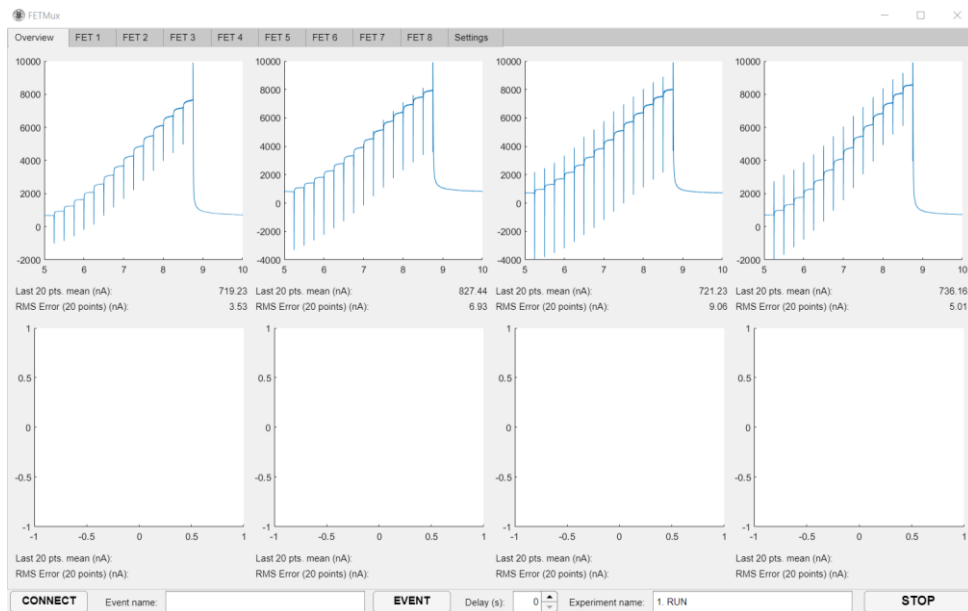 FETMux
Overview FET 1 FET 2 FET 3 FET 4 FET 5 FET 6 FET 7 FET 8 Settings
10000 10000 10000 10000
8000 8000 8000 8000
6000 6000 6000 6000
4000 4000 4000 4000
2000 2000 2000 2000
0 0 0 0
-2000 -2000 -2000 -2000
-4000 -4000
5 6 7 8 9 10 5 6 7 8 9 10 5 6 7 8 9 10 5 6 7 8 9 10
Last 20 pts. mean (nA): 719.23 Last 20 pts. mean (nA): 827.44 Last 20 pts. mean (nA): 721.23 Last 20 pts. mean (nA): 736.16
RMS Error (20 points) (nA): 3.53 RMS Error (20 points) (nA): 6.93 RMS Error (20 points) (nA): 9.06 RMS Error (20 points) (nA): 5.01
1 1 1 1
0.5 0.5 0.5 0.5
0 0 0 0
-0.5 -0.5 -0.5 -0.5
-1 -1 -1 -1
-1 -0.5 0 0.5 1 -1 -0.5 0 0.5 1 -1 -0.5 0 0.5 1 -1 -0.5 0 0.5 1
Last 20 pts. mean (nA): Last 20 pts. mean (nA): Last 20 pts. mean (nA): Last 20 pts. mean (nA):
RMS Error (20 points) (nA): RMS Error (20 points) (nA): RMS Error (20 points) (nA): RMS Error (20 points) (nA):
CONNECT Event name: EVENT Delay (s): 0 Experiment name: 1. RUN STOP